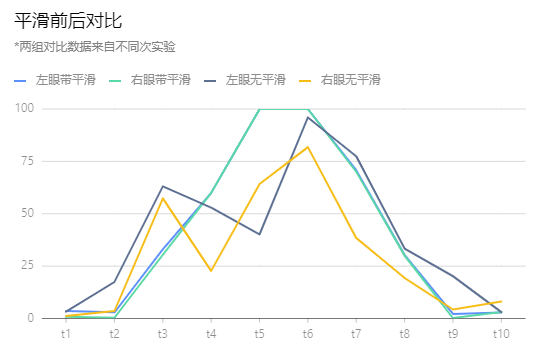 平滑前后对比
*两组对比数据来自不同次实验
左眼带平滑 右眼带平滑 左眼无平滑 右眼无平滑
100
75
50
25
0
t1 t2 t3 t4 t5 t6 t7 t8 t9 t10